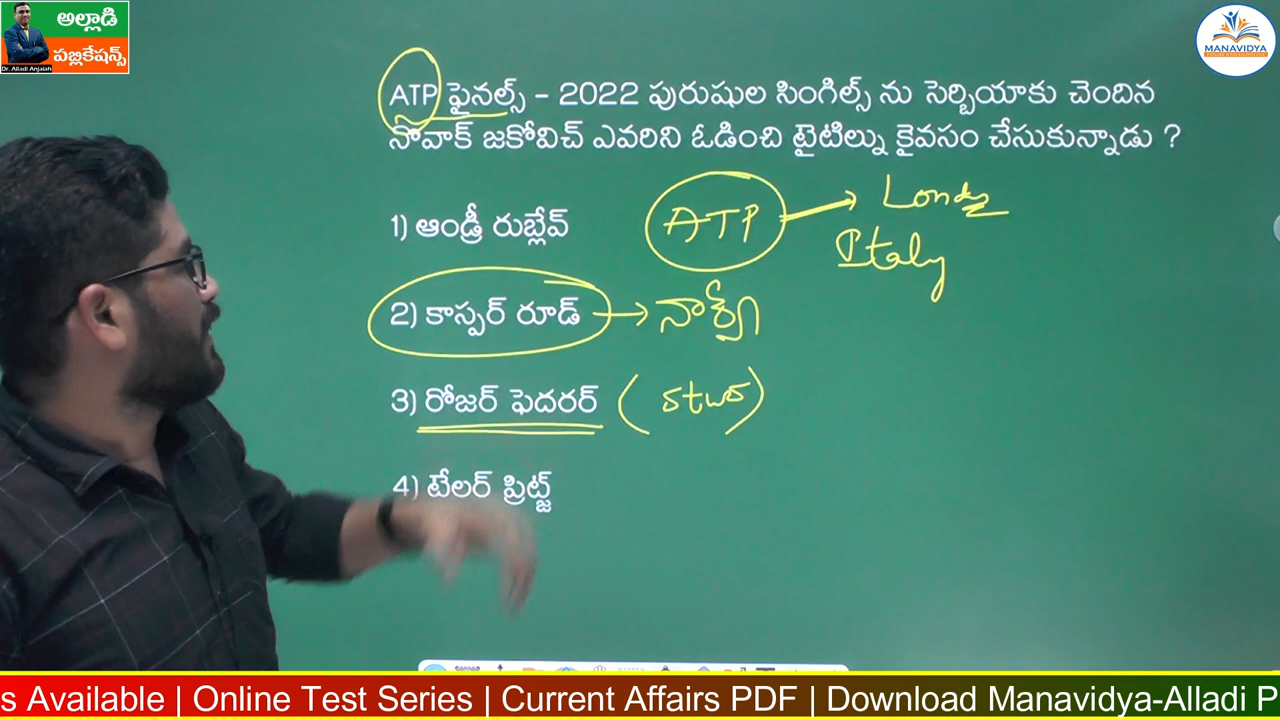 అల్లాడి
పబ్లికేషన్స్
Dr. Alladi Anjaiah
MANAVIDYA
ATP ఫైనల్స్ – 2022 పురుషుల సింగిల్స్ ను సెర్బియాకు చెందిన
నోవాక్ జకోవిచ్ ఎవరిని ఓడించి టైటిల్ను కైవసం చేసుకున్నాడు ?
1) ఆండ్రీ రుబ్లేవ్
ATP
Italy
2) కాస్పర్ రూడ్
3) రోజర్ ఫెదరర్
4) టేలర్ ప్రిట్జ్
s Available | Online Test Series | Current Affairs PDF | Download Manavidya-Alladi P